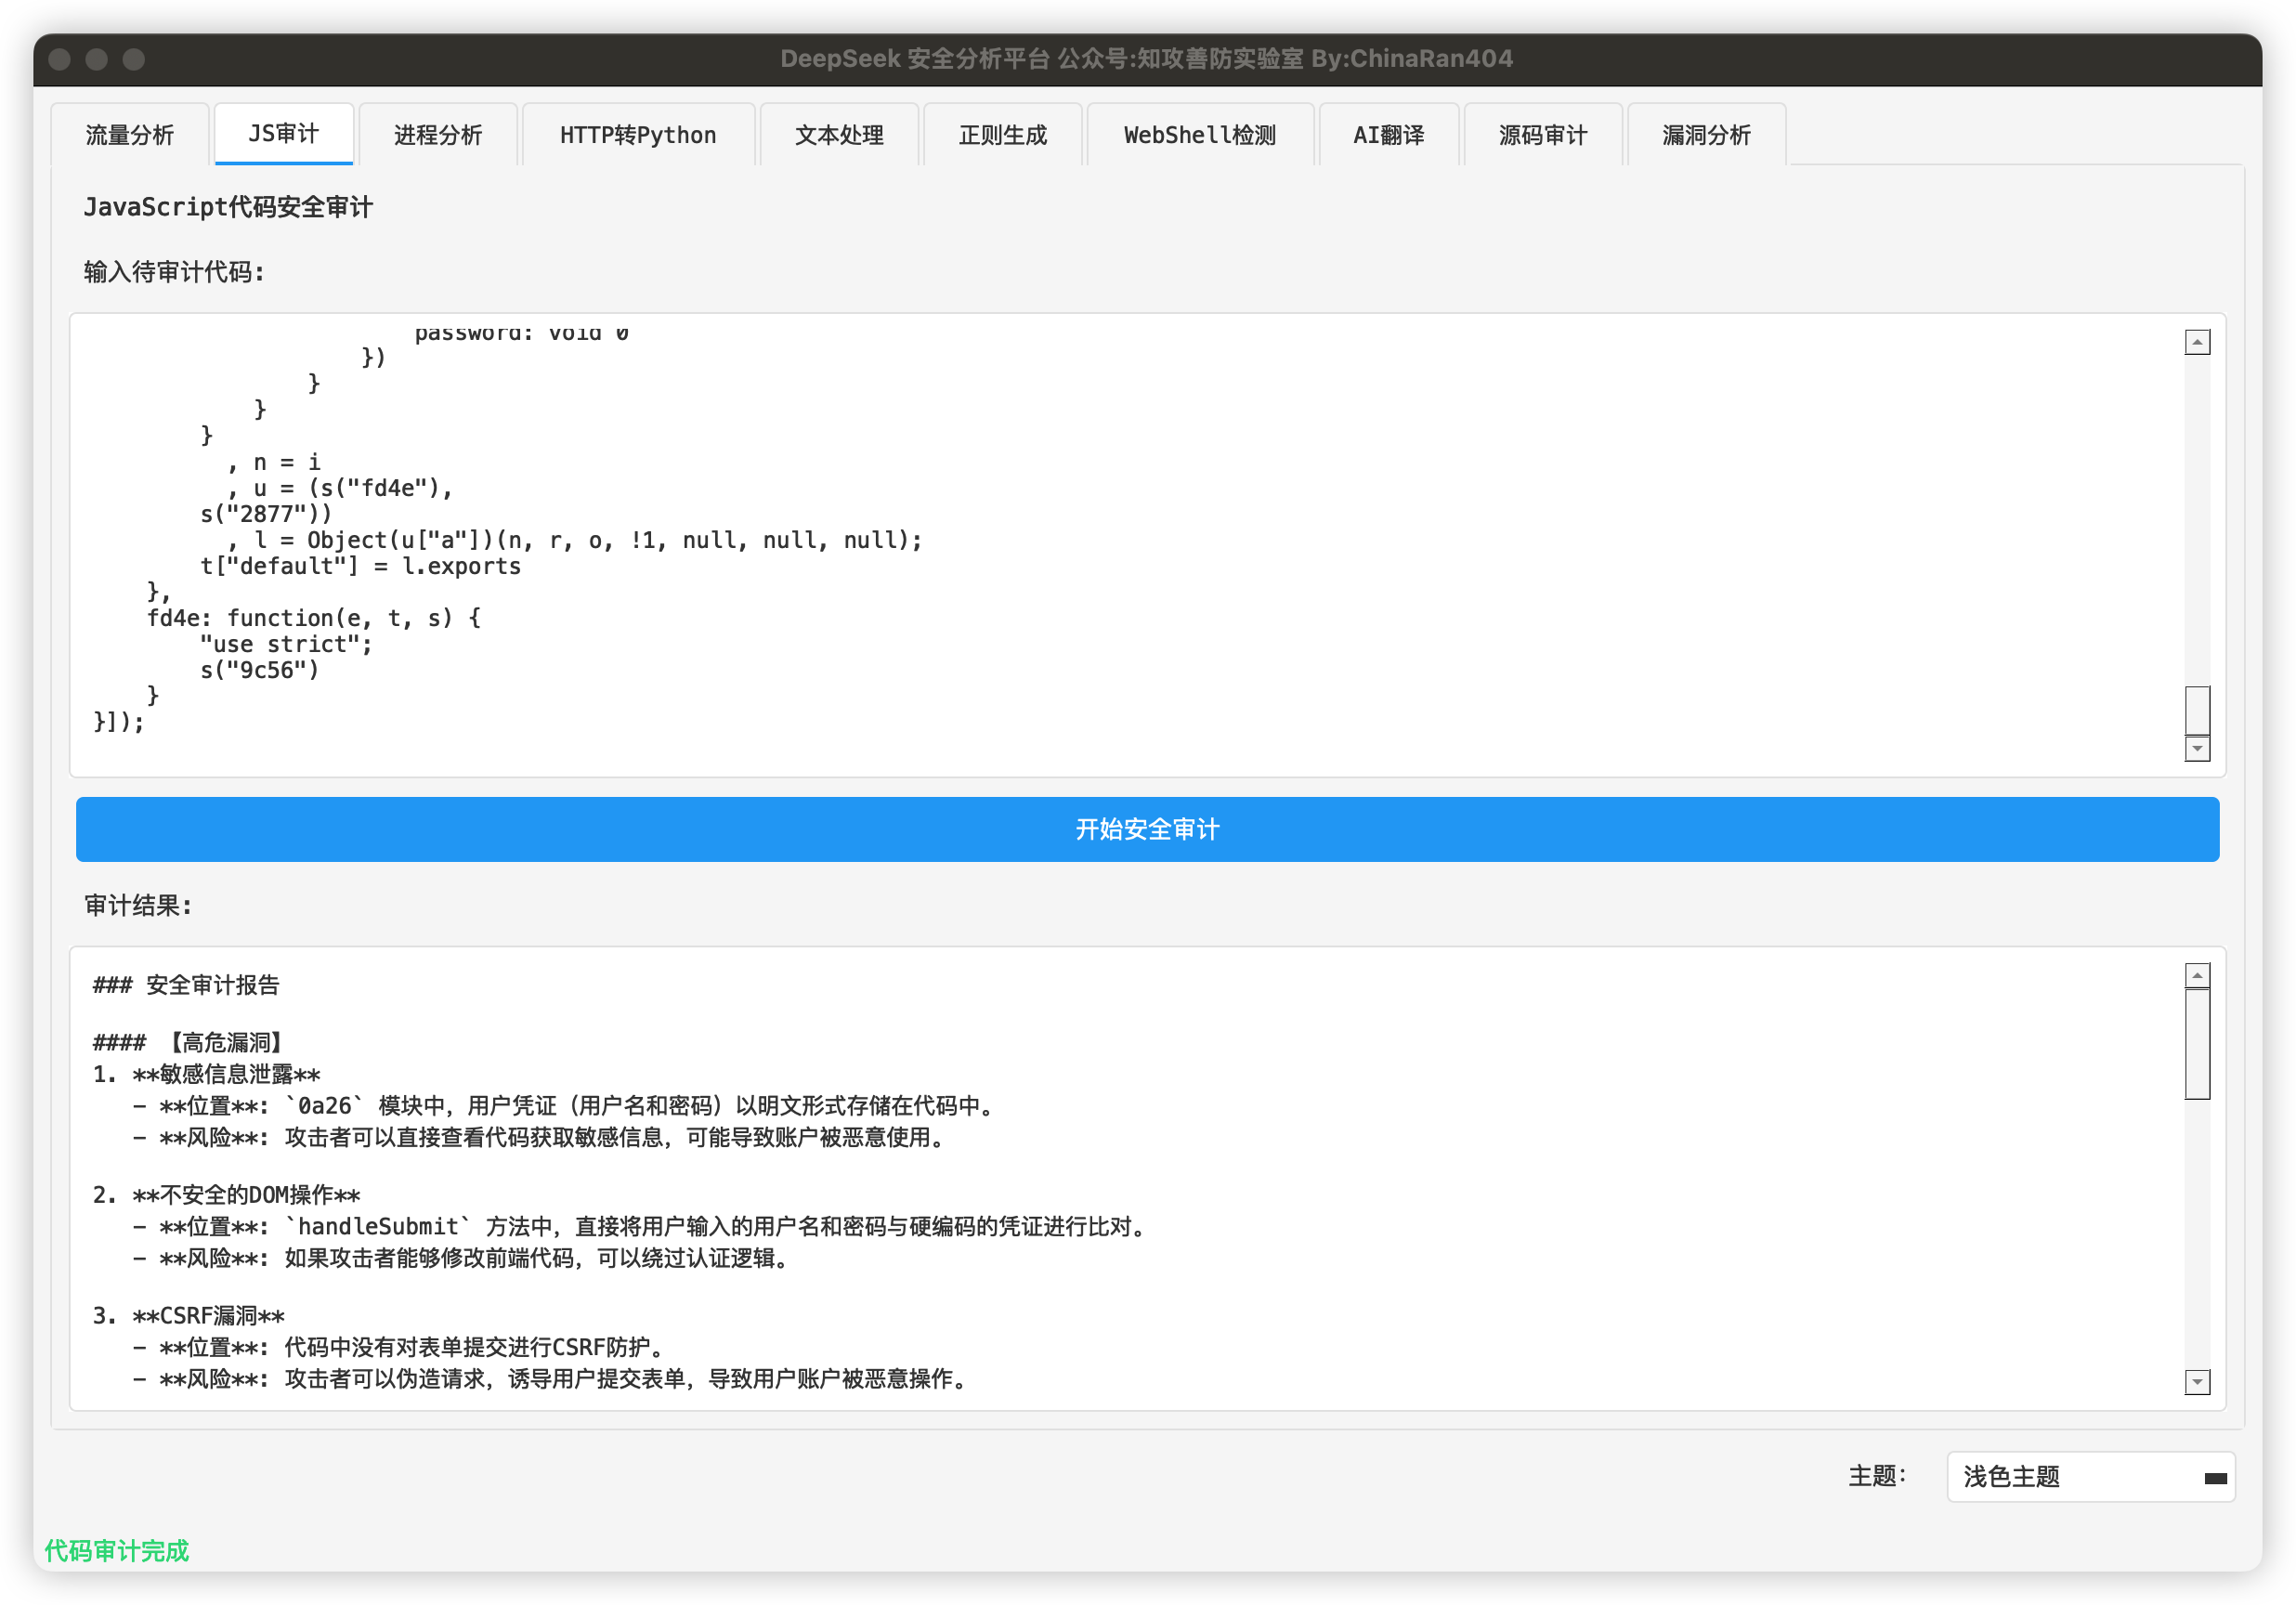 DeepSeek 安全分析平台 公众号:知攻善防实验室 By:ChinaRan404
流量分析 JS审计 进程分析 HTTP转Python 文本处理 正则生成 WebShell检测 AI翻译 源码审计 漏洞分析
JavaScript代码安全审计
输入待审计代码:
password: void 0
})
}
}
}
, n = i
, u = (s("fd4e"),
s("2877"))
, l = Object(u["a"])(n, r, o, !1, null, null, null);
t["default"] = l.exports
},
fd4e: function(e, t, s) {
"use strict";
s("9c56")
}
}]);
开始安全审计
审计结果:
### 安全审计报告
#### 【高危漏洞】
1. **敏感信息泄露**
- **位置**: `0a26` 模块中，用户凭证（用户名和密码）以明文形式存储在代码中。
- **风险**: 攻击者可以直接查看代码获取敏感信息，可能导致账户被恶意使用。
2. **不安全的DOM操作**
- **位置**: `handleSubmit` 方法中，直接将用户输入的用户名和密码与硬编码的凭证进行比对。
- **风险**: 如果攻击者能够修改前端代码，可以绕过认证逻辑。
3. **CSRF漏洞**
- **位置**: 代码中没有对表单提交进行CSRF防护。
- **风险**: 攻击者可以伪造请求，诱导用户提交表单，导致用户账户被恶意操作。
主题: 浅色主题
代码审计完成